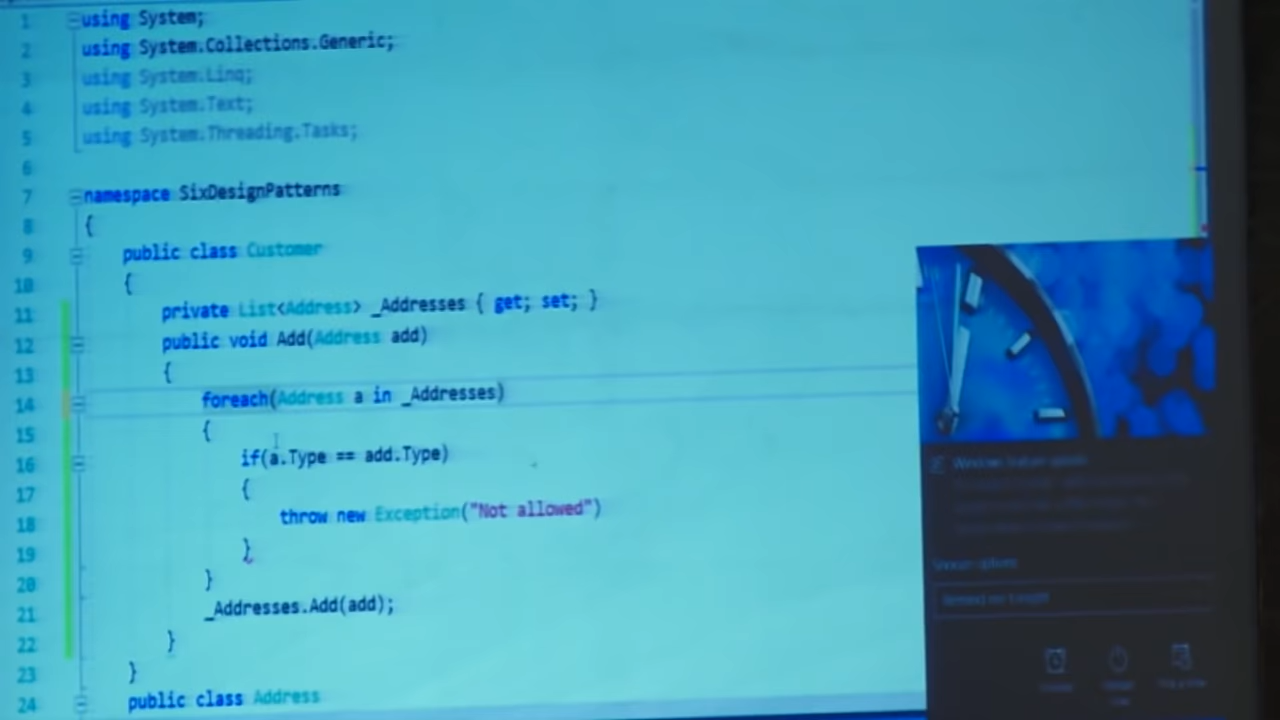 1 using System;
2 using System.Collections.Generic;
3 using System.Linq;
4 using System.Text;
5 using System.Threading.Tasks;
6
7 namespace SixDesignPatterns
8 {
9 public class Customer
10 {
11 private List<Address> _Addresses { get; set; }
12 public void Add(Address add)
13 {
14 foreach(Address a in _Addresses)
15 {
16 if(a.Type == add.Type)
17 {
18 throw new Exception("Not allowed")
19 }
20 }
21 _Addresses.Add(add);
22 }
23 }
24 public class Address